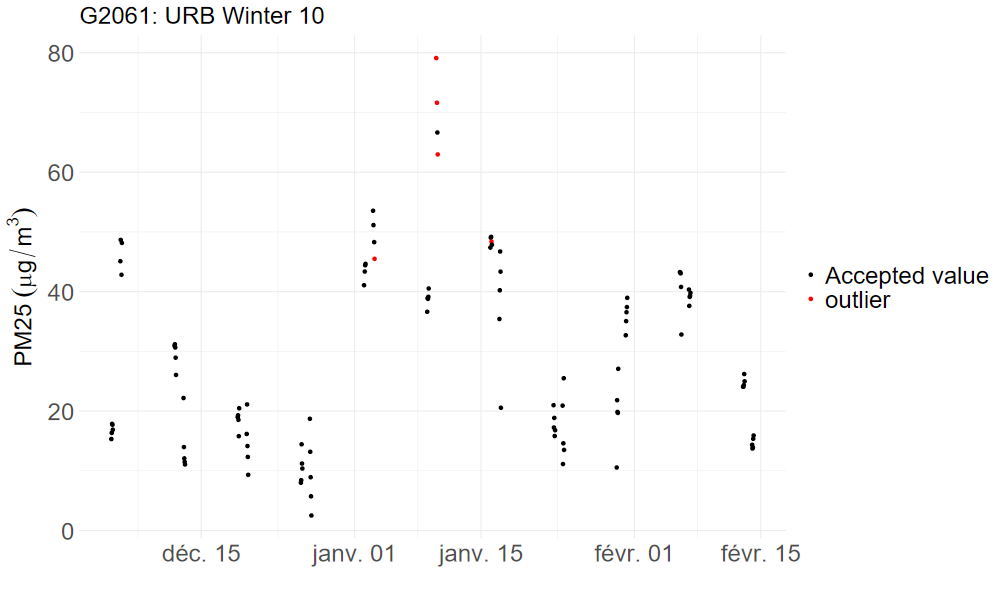 G2061: URB Winter 10
PM25 (μg/m³)
80
60
40
20
0
déc. 15
janv. 01
janv. 15
févr. 01
févr. 15
Accepted value
outlier